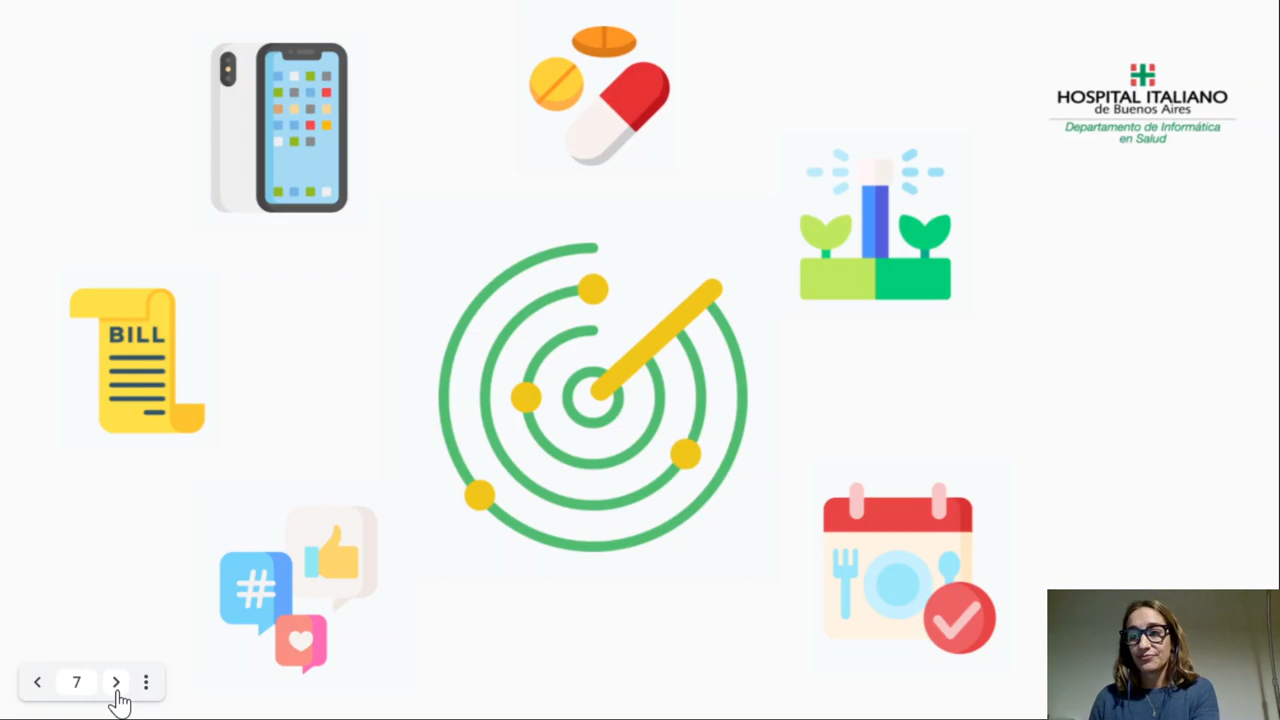 HOSPITAL ITALIANO
de Buenos Aires
Departamento de Informática
en Salud
BILL
#
7